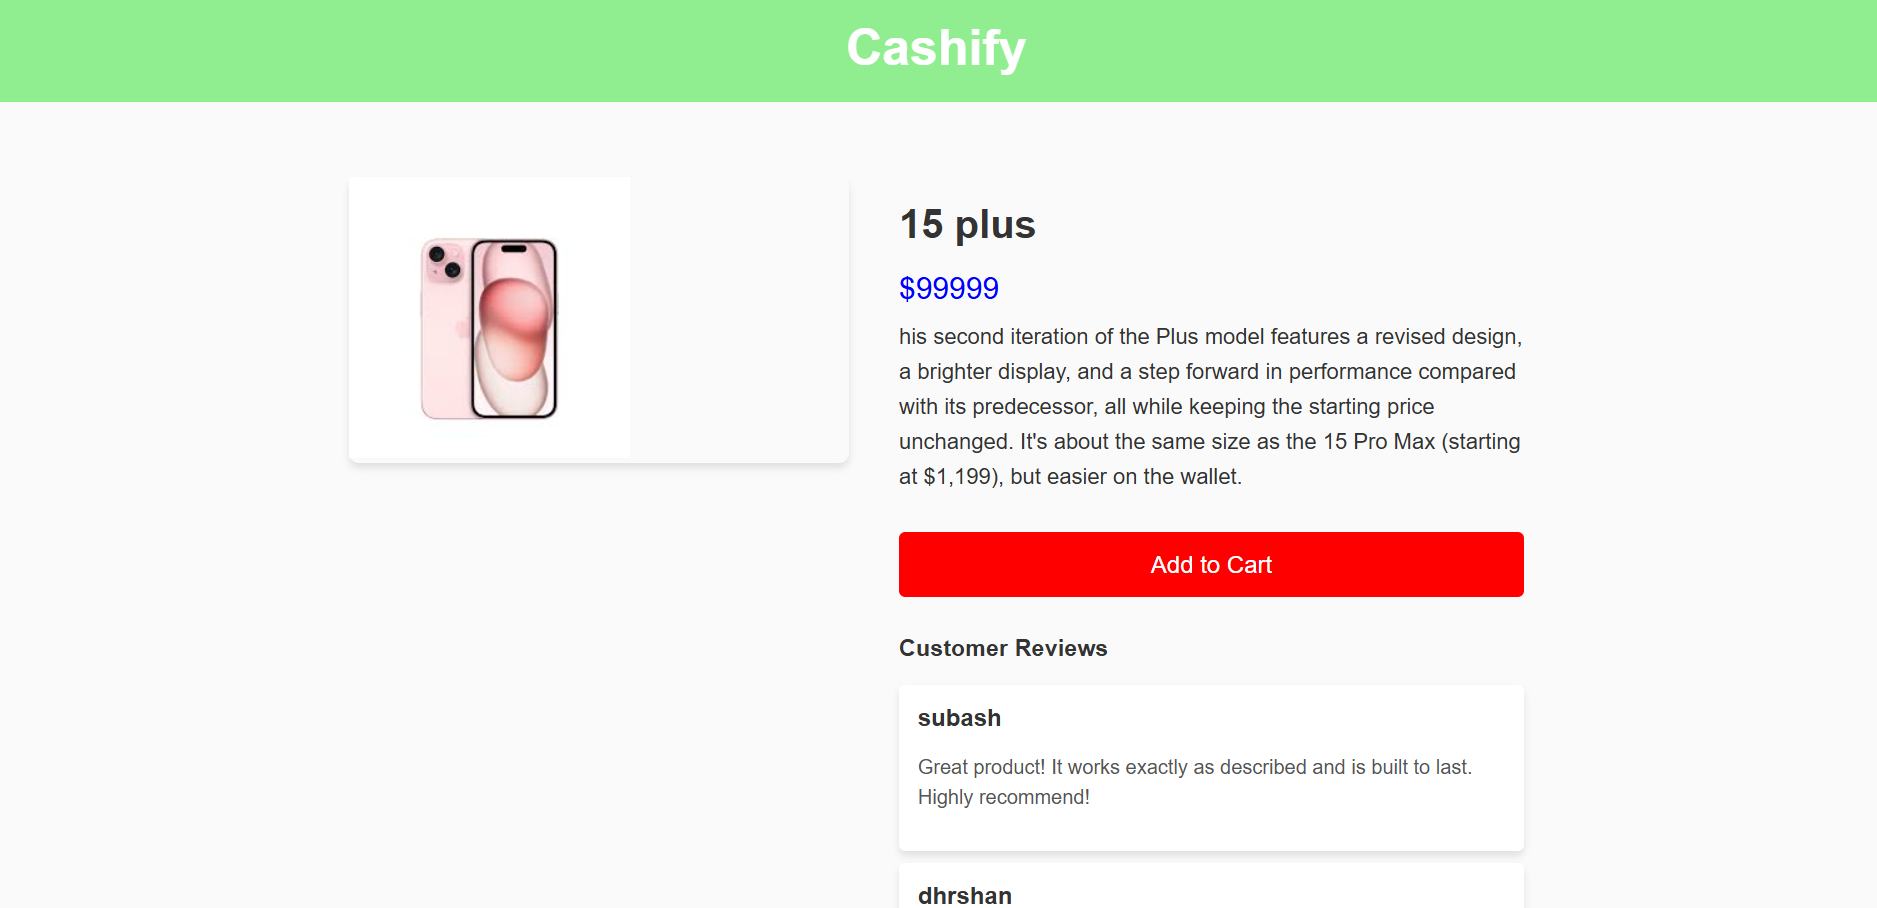 Cashify
15 plus
$99999
his second iteration of the Plus model features a revised design,
a brighter display, and a step forward in performance compared
with its predecessor, all while keeping the starting price
unchanged. It's about the same size as the 15 Pro Max (starting
at $1,199), but easier on the wallet.
Add to Cart
Customer Reviews
subash
Great product! It works exactly as described and is built to last.
Highly recommend!
dhrshan